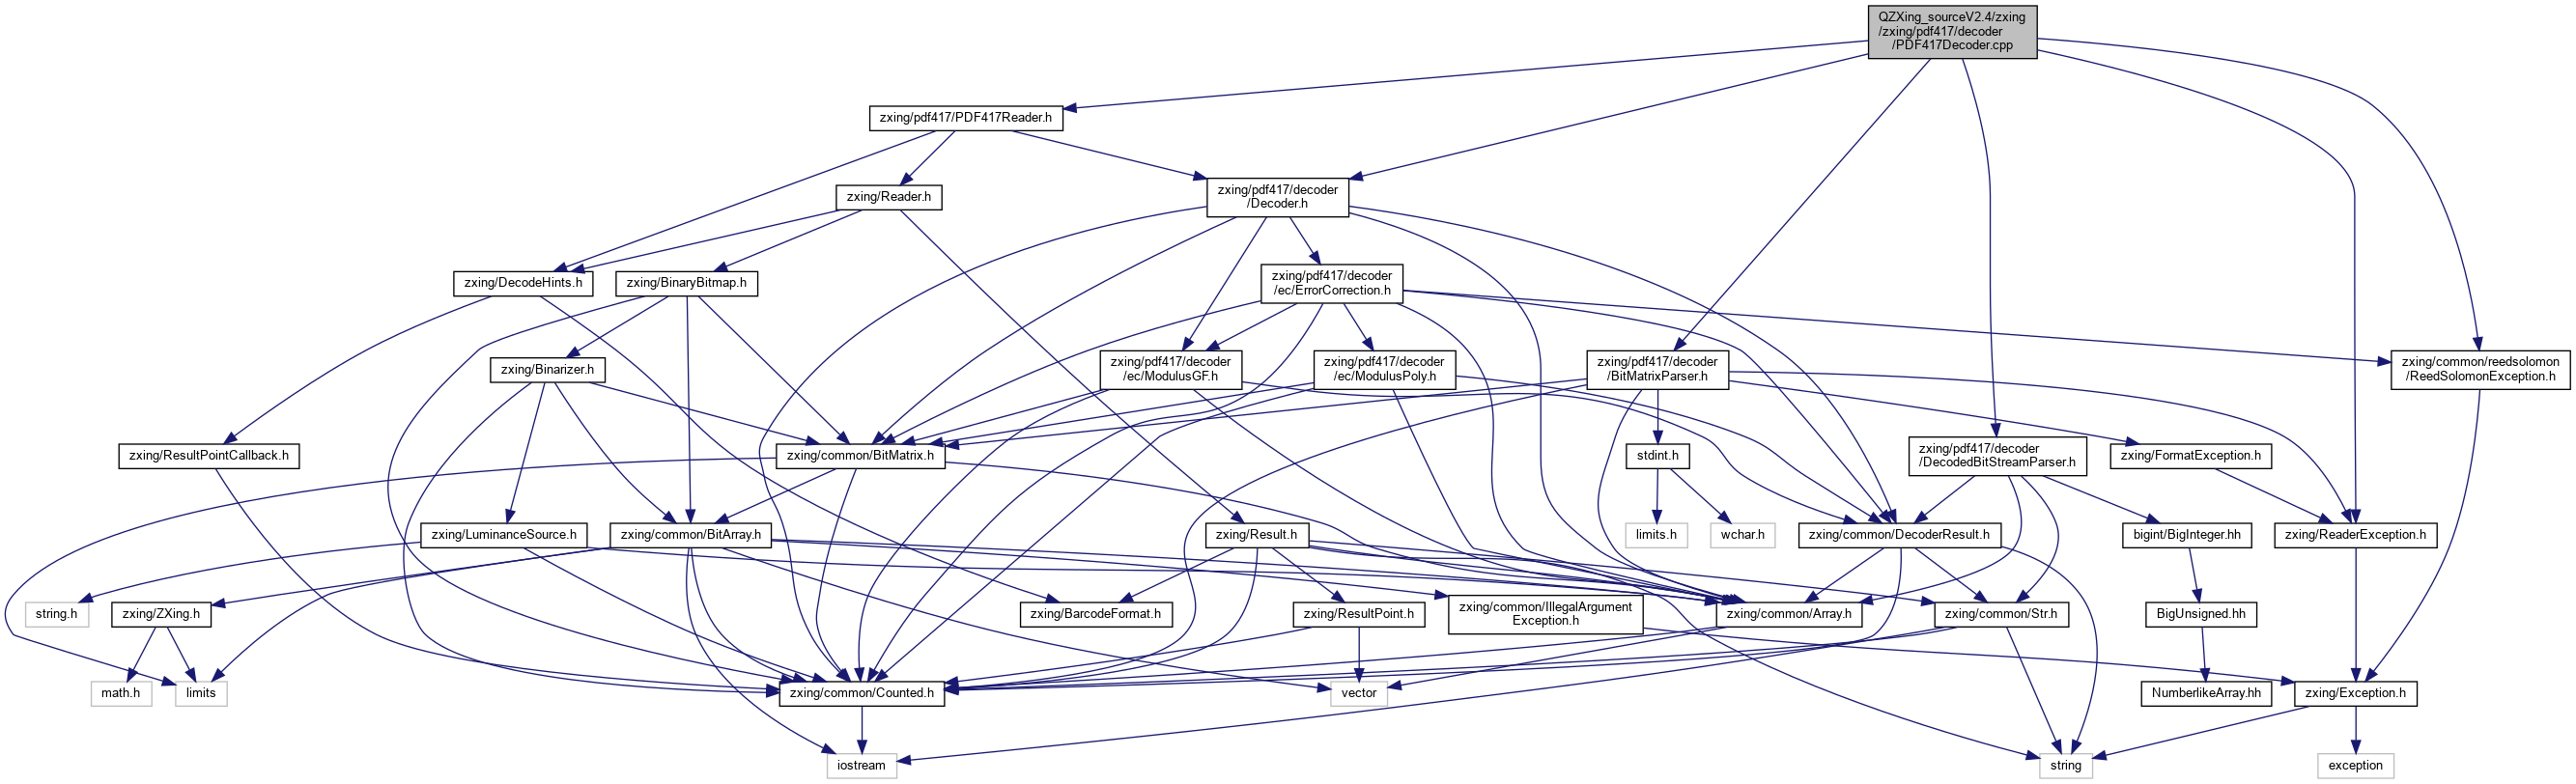 QZXing_sourceV2.4/zxing
/zxing/pdf417/decoder
/PDF417Decoder.cpp
zxing/pdf417/PDF417Reader.h
zxing/Reader.h
zxing/pdf417/decoder
/Decoder.h
zxing/DecodeHints.h
zxing/BinaryBitmap.h
zxing/pdf417/decoder
/ec/ErrorCorrection.h
zxing/Binarizer.h
zxing/pdf417/decoder
/ec/ModulusGF.h
zxing/pdf417/decoder
/ec/ModulusPoly.h
zxing/pdf417/decoder
/BitMatrixParser.h
zxing/common/reedsolomon
/ReedSolomonException.h
zxing/ResultPointCallback.h
zxing/common/BitMatrix.h
stdint.h
zxing/pdf417/decoder
/DecodedBitStreamParser.h
zxing/FormatException.h
zxing/LuminanceSource.h
zxing/common/BitArray.h
zxing/Result.h
limits.h
wchar.h
zxing/common/DecoderResult.h
bigint/BigInteger.hh
zxing/ReaderException.h
string.h
zxing/ZXing.h
zxing/BarcodeFormat.h
zxing/ResultPoint.h
zxing/common/IllegalArgument
Exception.h
zxing/common/Array.h
zxing/common/Str.h
BigUnsigned.hh
math.h
limits
zxing/common/Counted.h
vector
NumberlikeArray.hh
zxing/Exception.h
iostream
string
exception